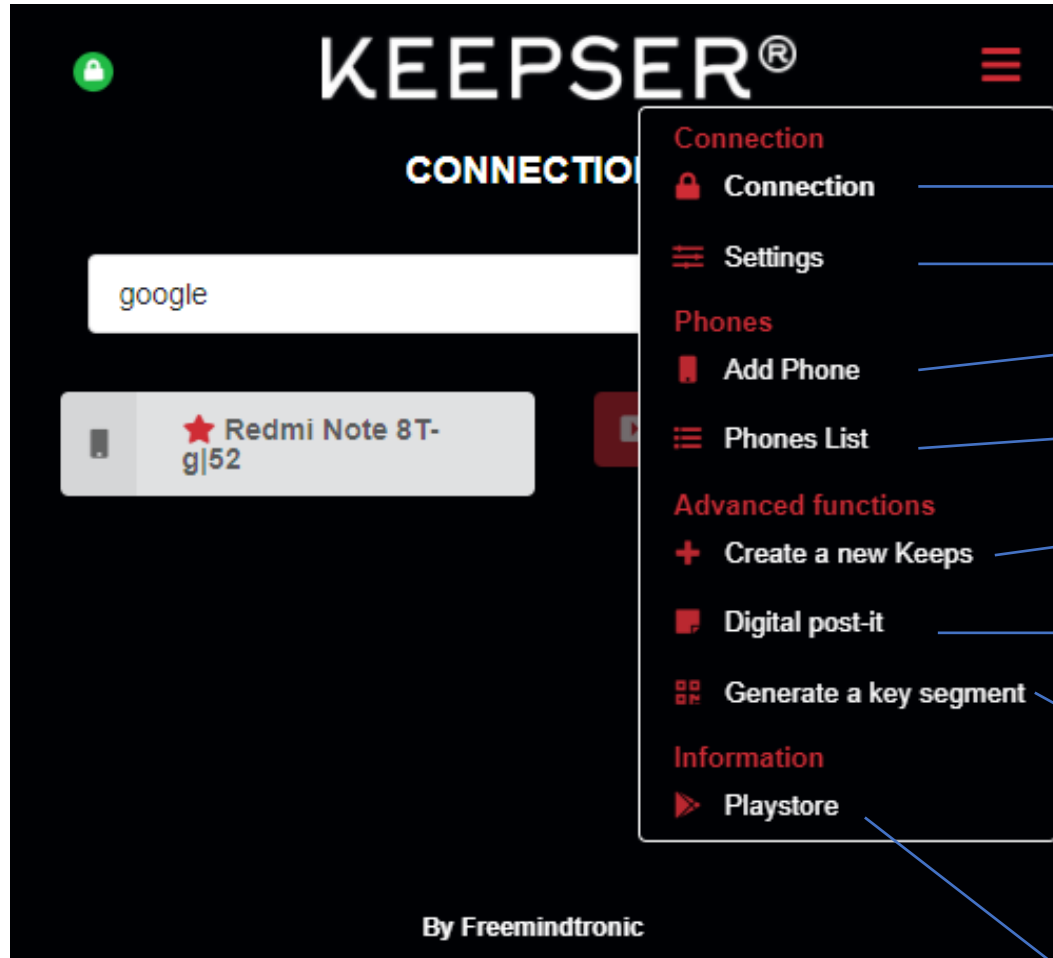 KEEPSER®
CONNECTIO
google
★ Redmi Note 8T-
g|52
Connection
Connection
Settings
Phones
Add Phone
Phones List
Advanced functions
Create a new Keeps
Digital post-it
Generate a key segment
Information
Playstore
By Freemindtronic